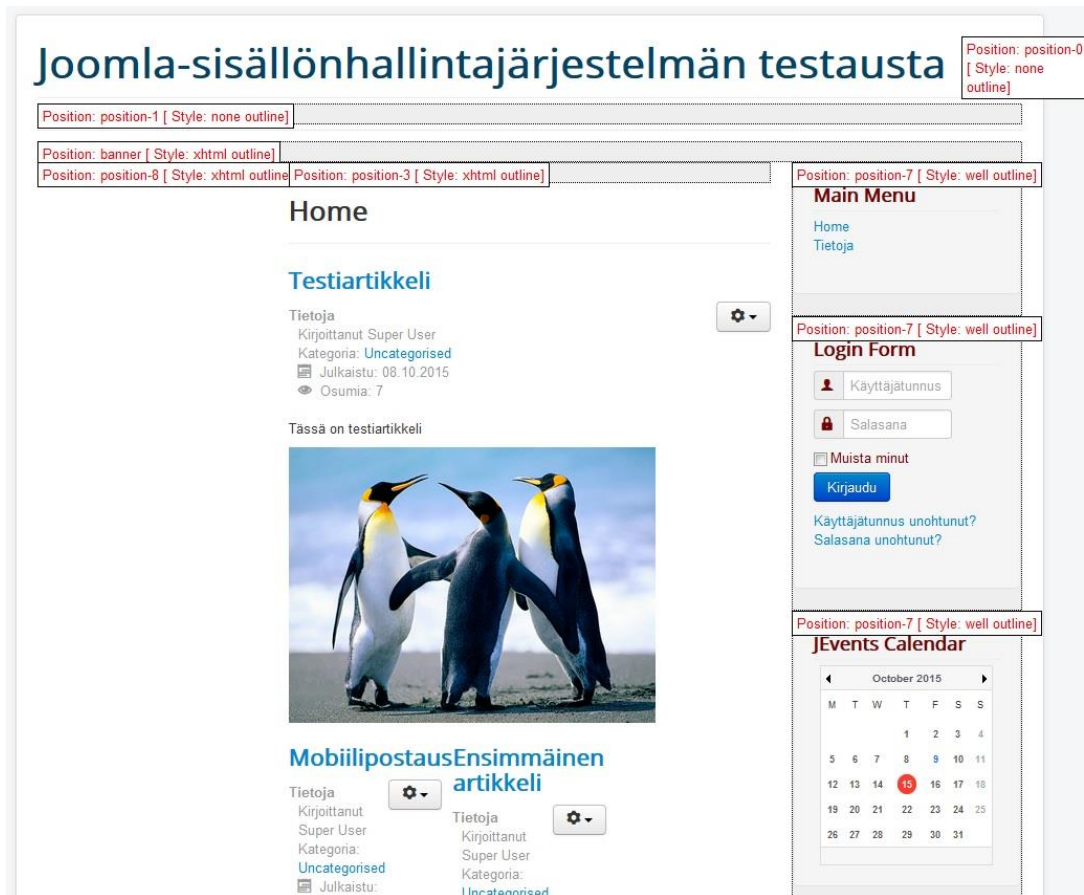 Joomla-sisällönhallintajärjestelmän testausta
Position: position-0
[ Style: none
outline]
Position: position-1 [ Style: none outline]
Position: banner [ Style: xhtml outline]
Position: position-8 [ Style: xhtml outline
Position: position-3 [ Style: xhtml outline]
Home
Testiartikkeli
Tietoja
Kirjoittanut Super User
Kategoria: Uncategorised
Julkaistu: 08.10.2015
Osumia: 7
Tässä on testiartikkeli
Mobiilipostaus
Tietoja
Kirjoittanut
Super User
Kategoria:
Uncategorised
Julkaistu:
Ensimmäinen
artikkeli
Tietoja
Kirjoittanut
Super User
Kategoria:
Uncategorised
Position: position-7 [ Style: well outline]
Main Menu
Home
Tietoja
Position: position-7 [ Style: well outline]
Login Form
Käyttäjätunnus
Salasana
Muista minut
Kirjaudu
Käyttäjätunnus unohtunut?
Salasana unohtunut?
Position: position-7 [ Style: well outline]
JEvents Calendar
October 2015
M T W T F S S
1 2 3 4
5 6 7 8 9 10 11
12 13 14 15 16 17 18
19 20 21 22 23 24 25
26 27 28 29 30 31